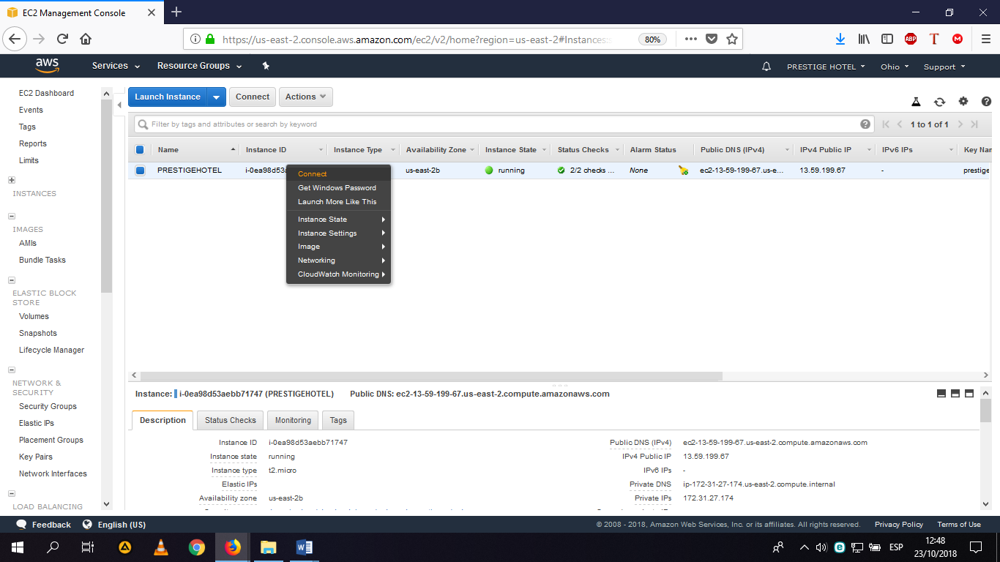 EC2 Management Console
https://us-east-2.console.aws.amazon.com/ec2/v2/home?region=us-east-2#Instances:
80%
ABP
T
M
aws
Services
Resource Groups
PRESTIGE HOTEL
Ohio
Support
EC2 Dashboard
Events
Tags
Reports
Limits
INSTANCES
IMAGES
AMIs
Bundle Tasks
ELASTIC BLOCK
STORE
Volumes
Snapshots
Lifecycle Manager
NETWORK &
SECURITY
Security Groups
Elastic IPs
Placement Groups
Key Pairs
Network Interfaces
LOAD BALANCING
Launch Instance
Connect
Actions
Filter by tags and attributes or search by keyword
1 to 1 of 1
Name Instance ID Instance Type Availability Zone Instance State Status Checks Alarm Status Public DNS (IPv4) IPv4 Public IP IPv6 IPs Key Nam
PRESTIGEHOTEL i-0ea98d53a us-east-2b running 2/2 checks ... None ec2-13-59-199-67.us-e... 13.59.199.67 - prestige
Connect
Get Windows Password
Launch More Like This
Instance State
Instance Settings
Image
Networking
CloudWatch Monitoring
Instance: i-0ea98d53aebb71747 (PRESTIGEHOTEL) Public DNS: ec2-13-59-199-67.us-east-2.compute.amazonaws.com
Description Status Checks Monitoring Tags
Instance ID i-0ea98d53aebb71747
Instance state running
Instance type t2.micro
Elastic IPs
Availability zone us-east-2b
Public DNS (IPv4) ec2-13-59-199-67.us-east-2.compute.amazonaws.com
IPv4 Public IP 13.59.199.67
IPv6 IPs -
Private DNS ip-172-31-27-174.us-east-2.compute.internal
Private IPs 172.31.27.174
Feedback English (US)
© 2008 - 2018, Amazon Web Services, Inc. or its affiliates. All rights reserved. Privacy Policy Terms of Use
ESP
12:48
23/10/2018